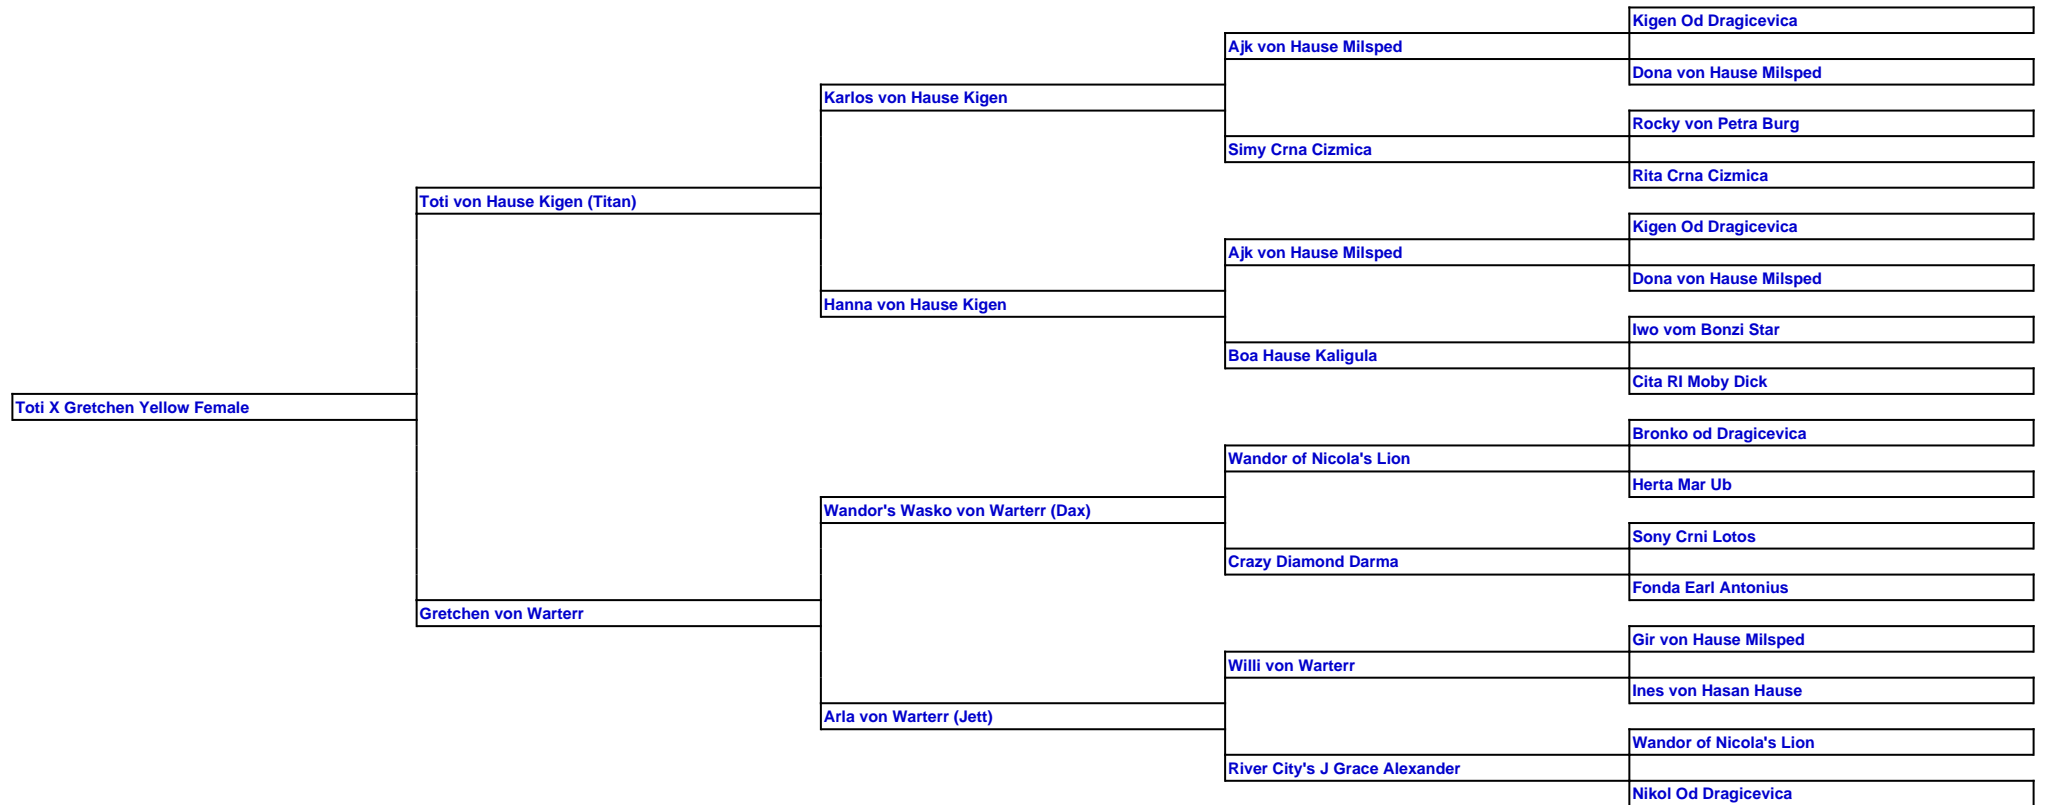 Kigen Od Dragicevica
Ajk von Hause Milsped
Dona von Hause Milsped
Karlos von Hause Kigen
Rocky von Petra Burg
Simy Crna Cizmica
Rita Crna Cizmica
Toti von Hause Kigen (Titan)
Kigen Od Dragicevica
Ajk von Hause Milsped
Dona von Hause Milsped
Hanna von Hause Kigen
Iwo vom Bonzi Star
Boa Hause Kaligula
Cita RI Moby Dick
Toti X Gretchen Yellow Female
Bronko od Dragicevica
Wandor of Nicola's Lion
Herta Mar Ub
Wandor's Wasko von Warterr (Dax)
Sony Crni Lotos
Crazy Diamond Darma
Fonda Earl Antonius
Gretchen von Warterr
Gir von Hause Milsped
Willi von Warterr
Ines von Hasan Hause
Arla von Warterr (Jett)
Wandor of Nicola's Lion
River City's J Grace Alexander
Nikol Od Dragicevica